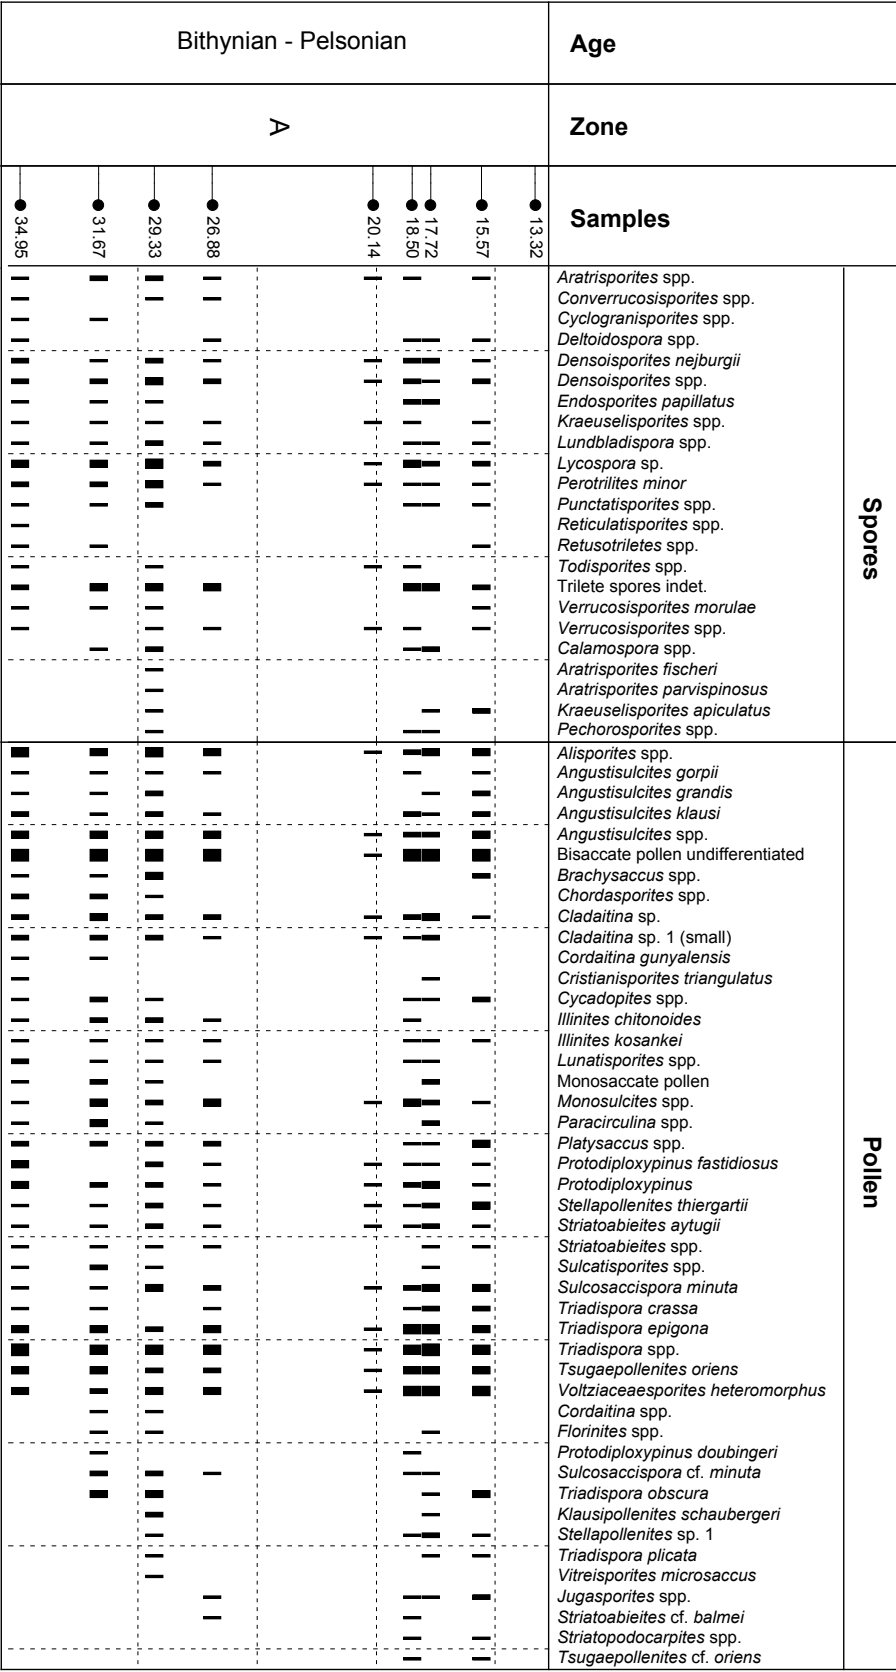 Bithynian - Pelsonian
Age
A
Zone
34.95
31.67
29.33
26.88
20.14
18.50
17.72
15.57
13.32
Samples
Spores
Aratrisporites spp.
Converrucosisporites spp.
Cyclogranisporites spp.
Deltoidospora spp.
Densoisporites nejburgii
Densoisporites spp.
Endosporites papillatus
Kraeuselisporites spp.
Lundbladispora spp.
Lycospora sp.
Perotrilites minor
Punctatisporites spp.
Reticulatisporites spp.
Retusotriletes spp.
Todisporites spp.
Trilete spores indet.
Verrucosisporites morulae
Verrucosisporites spp.
Calamospora spp.
Aratrisporites fischeri
Aratrisporites parvispinosus
Kraeuselisporites apiculatus
Pechorosporites spp.
Pollen
Alisporites spp.
Angustisulcites gorpii
Angustisulcites grandis
Angustisulcites klausi
Angustisulcites spp.
Bisaccate pollen undifferentiated
Brachysaccus spp.
Chordasporites spp.
Cladaitina sp.
Cladaitina sp. 1 (small)
Cordaitina gunyalensis
Cristianisporites triangulatus
Cycadopites spp.
Illinites chitonoides
Illinites kosankei
Lunatisporites spp.
Monosaccate pollen
Monosulcites spp.
Paracirculina spp.
Platysaccus spp.
Protodiploxypinus fastidiosus
Protodiploxypinus
Stellapollenites thiergartii
Striatoabieites aytugii
Striatoabieites spp.
Sulcatisporites spp.
Sulcosaccispora minuta
Triadispora crassa
Triadispora epigona
Triadispora spp.
Tsugaepollenites oriens
Voltziaceaesporites heteromorphus
Cordaitina spp.
Florinites spp.
Protodiploxypinus doubingeri
Sulcosaccispora cf. minuta
Triadispora obscura
Klausipollenites schaubergeri
Stellapollenites sp. 1
Triadispora plicata
Vitreisporites microsaccus
Jugasporites spp.
Striatoabieites cf. balmei
Striatopodocarpites spp.
Tsugaepollenites cf. oriens